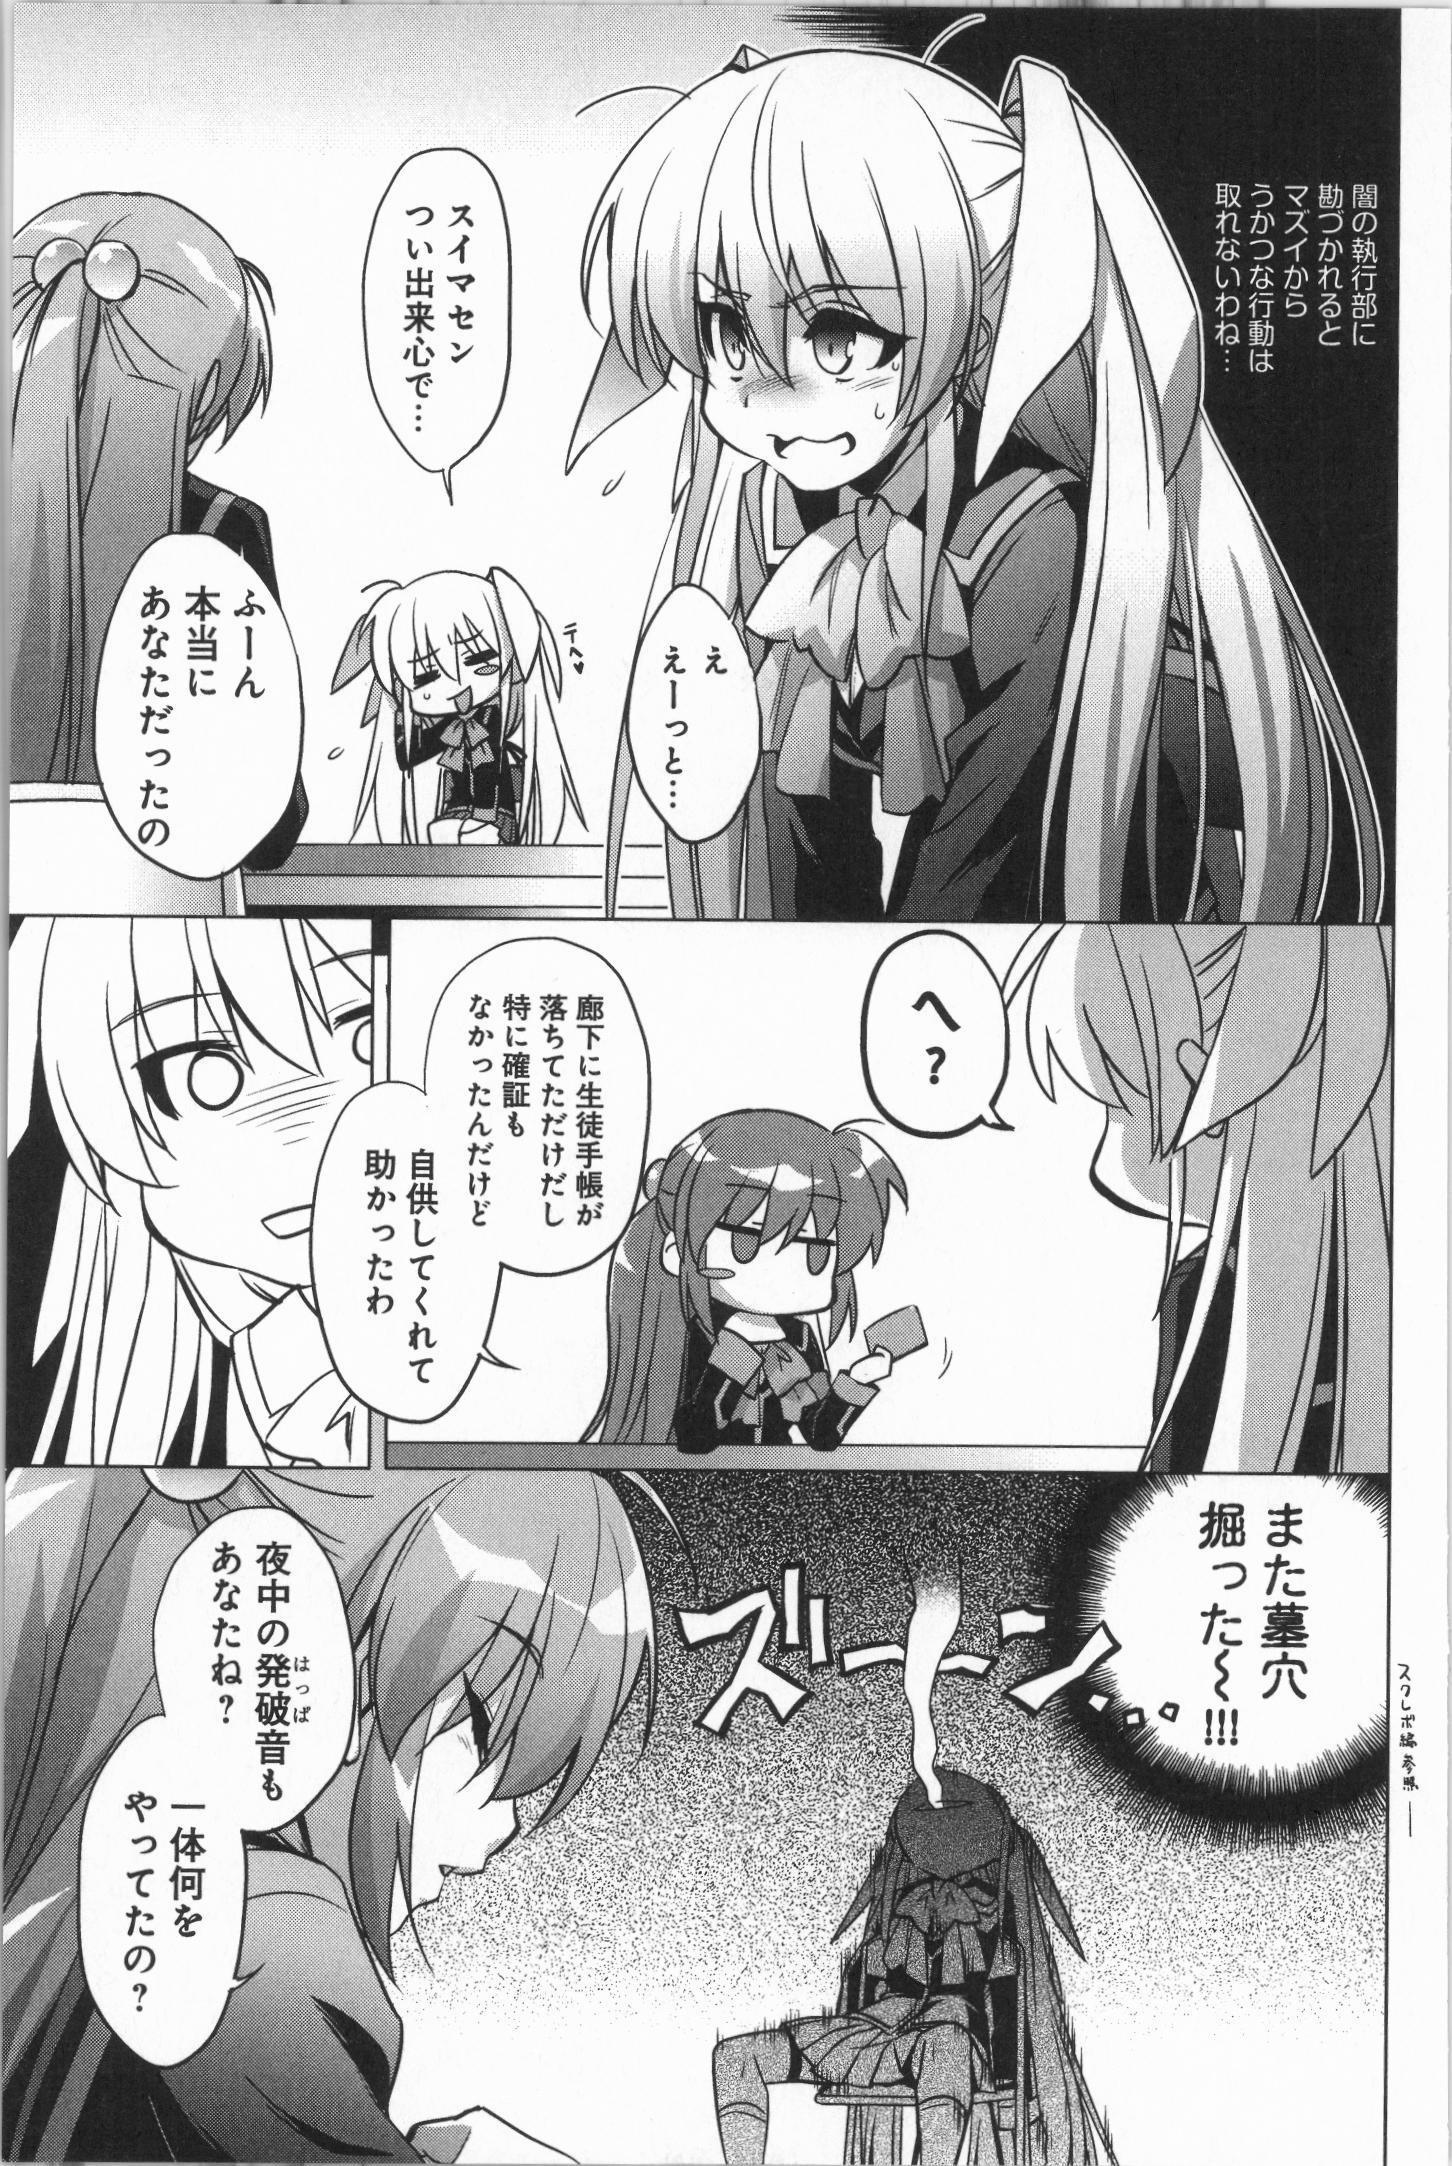 闇の執行部に
勘づかれると
マズイから
うかつな行動は
取れないわね…
え
えーっと…
スイマセン
つい出来心で…
テヘ♥
ふーん
本当に
あなただったの
へ?
廊下に生徒手帳が
落ちてただけだし
特に確証も
なかったんだけど
自供してくれて
助かったわ
また墓穴
掘った～!!!
ズーーン…
スクレボ編参照
夜中の発破音も
はっぱ
あなたね?
一体何を
やってたの?